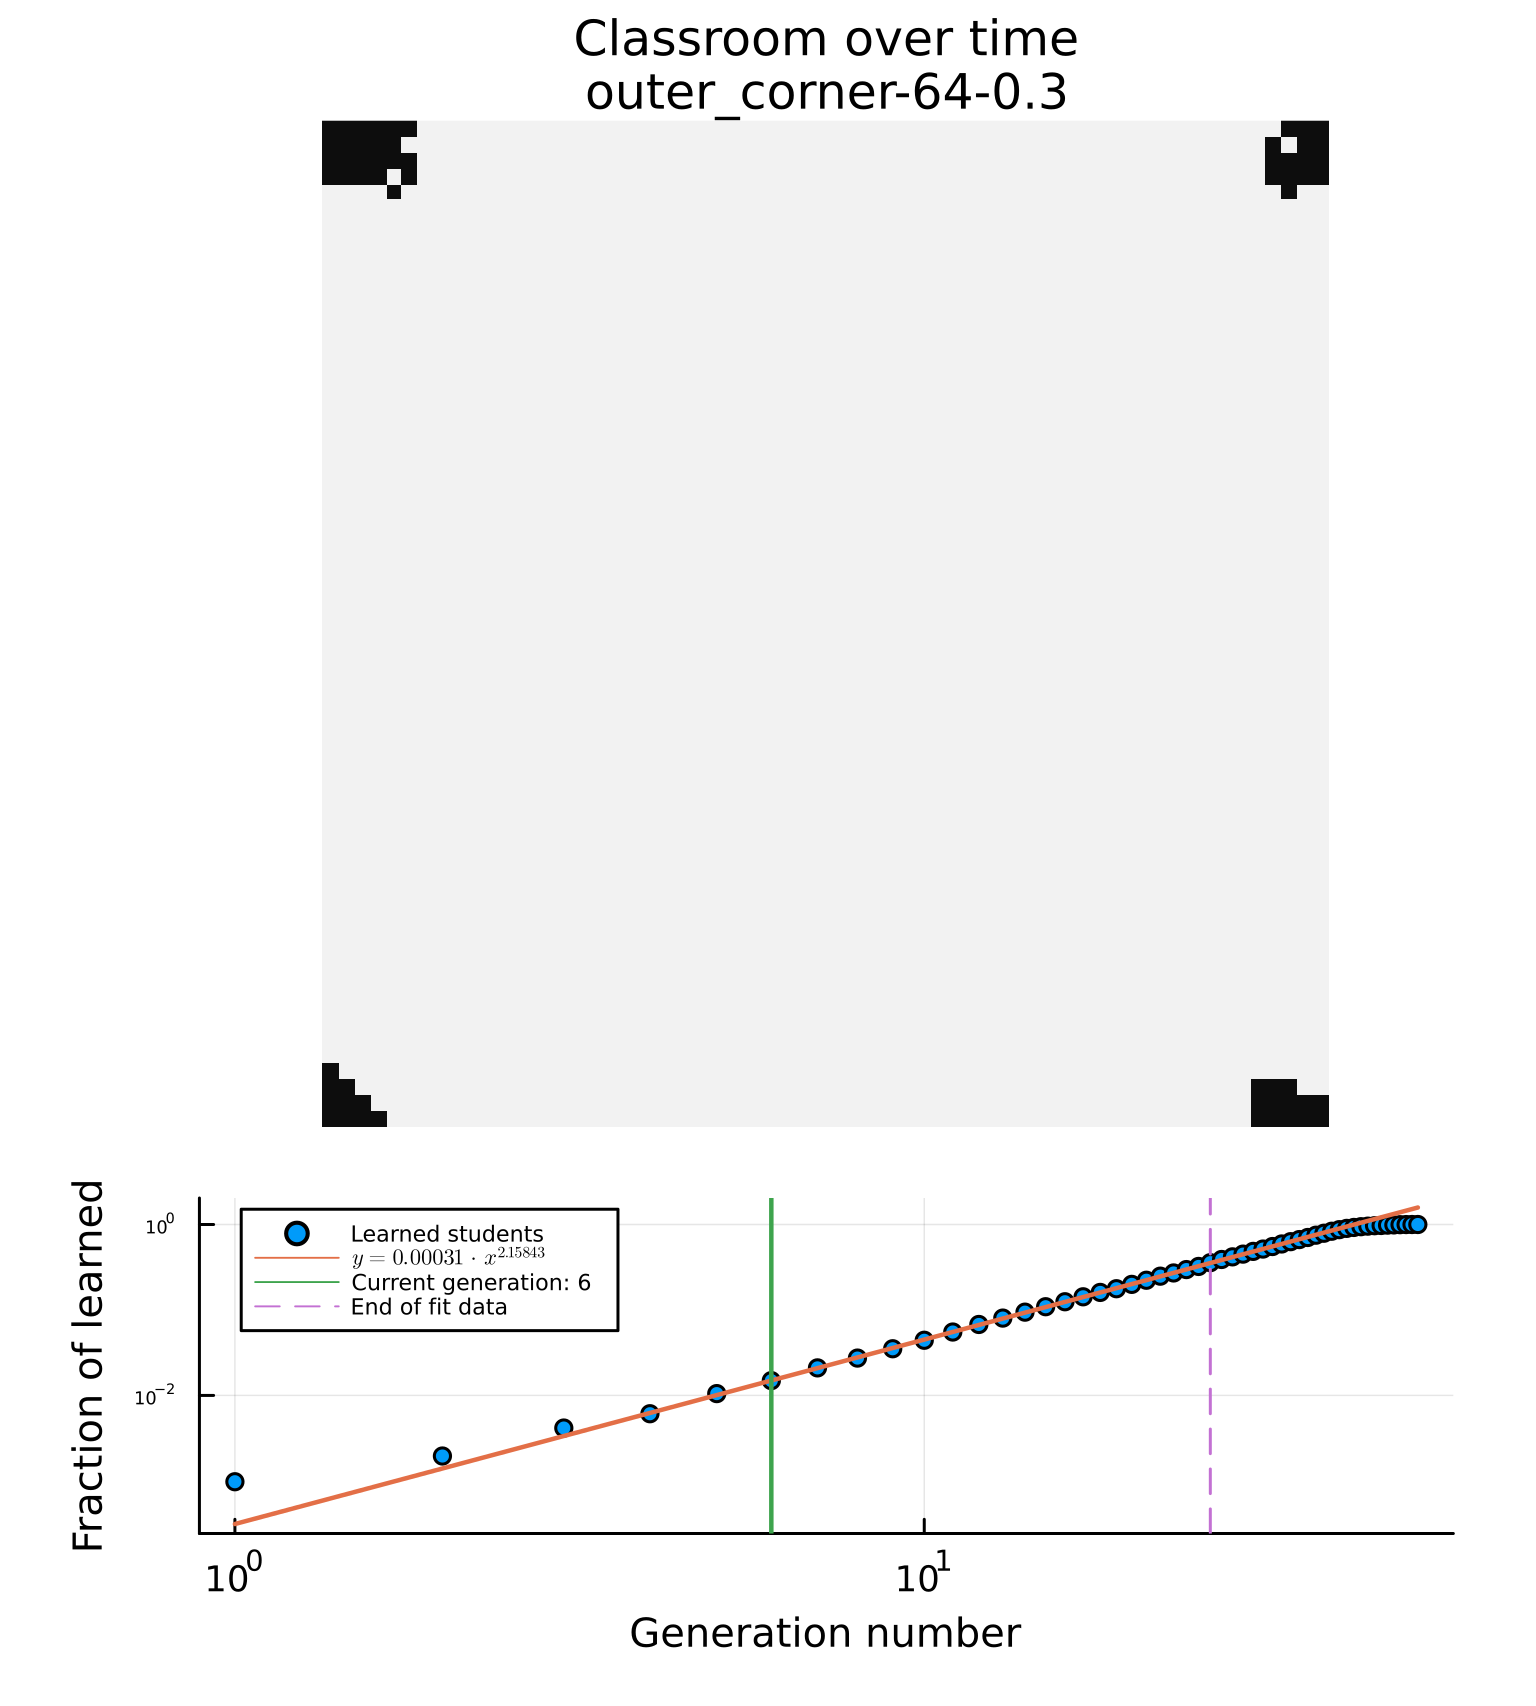 Classroom over time
outer_corner-64-0.3
Fraction of learned
10^0
10^−2
Learned students
y = 0.00031 · x^2.15843
Current generation: 6
End of fit data
10^0
10^1
Generation number